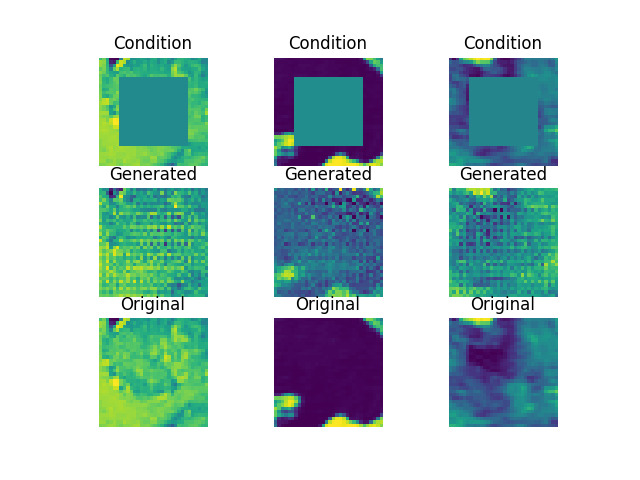 Condition Condition Condition
Generated Generated Generated
Original Original Original